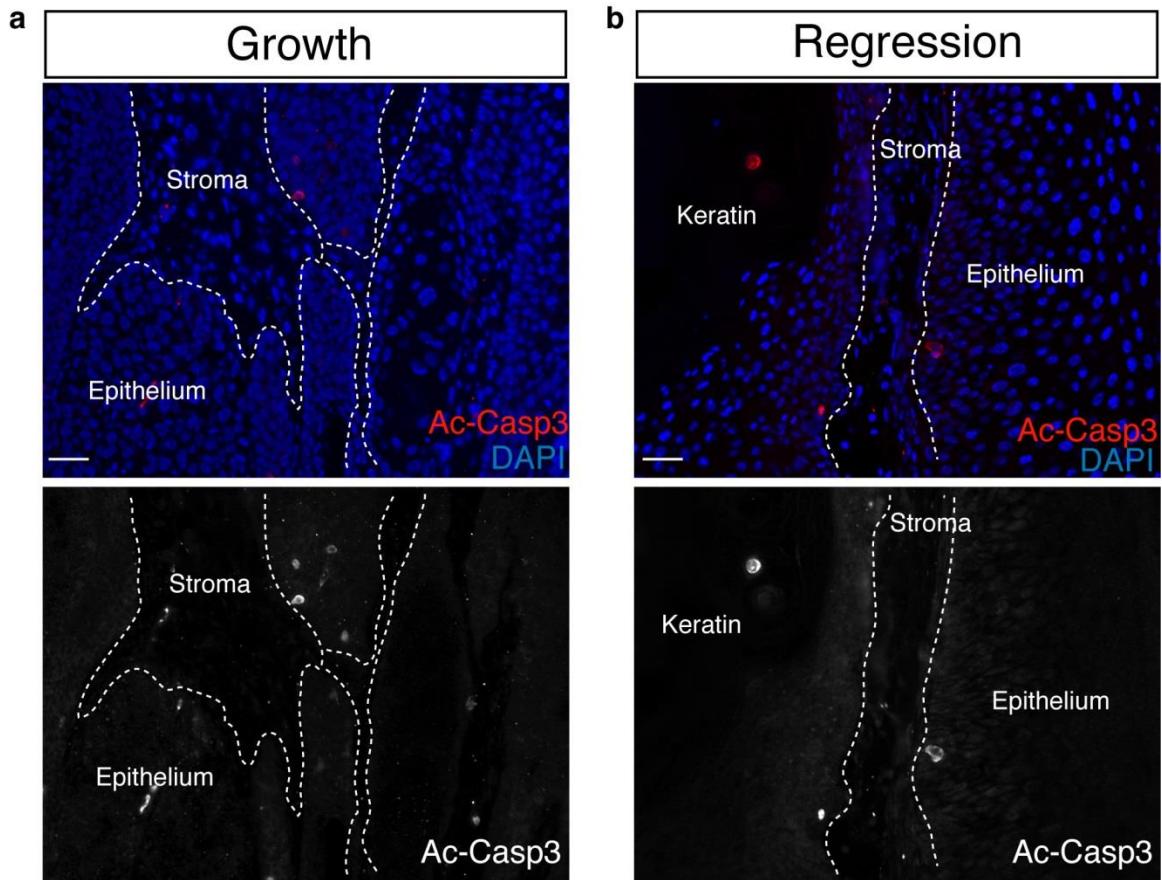 a
Growth
Stroma
Epithelium
Ac-Casp3
DAPI
Stroma
Epithelium
Ac-Casp3
b
Regression
Stroma
Keratin
Epithelium
Ac-Casp3
DAPI
Stroma
Keratin
Epithelium
Ac-Casp3